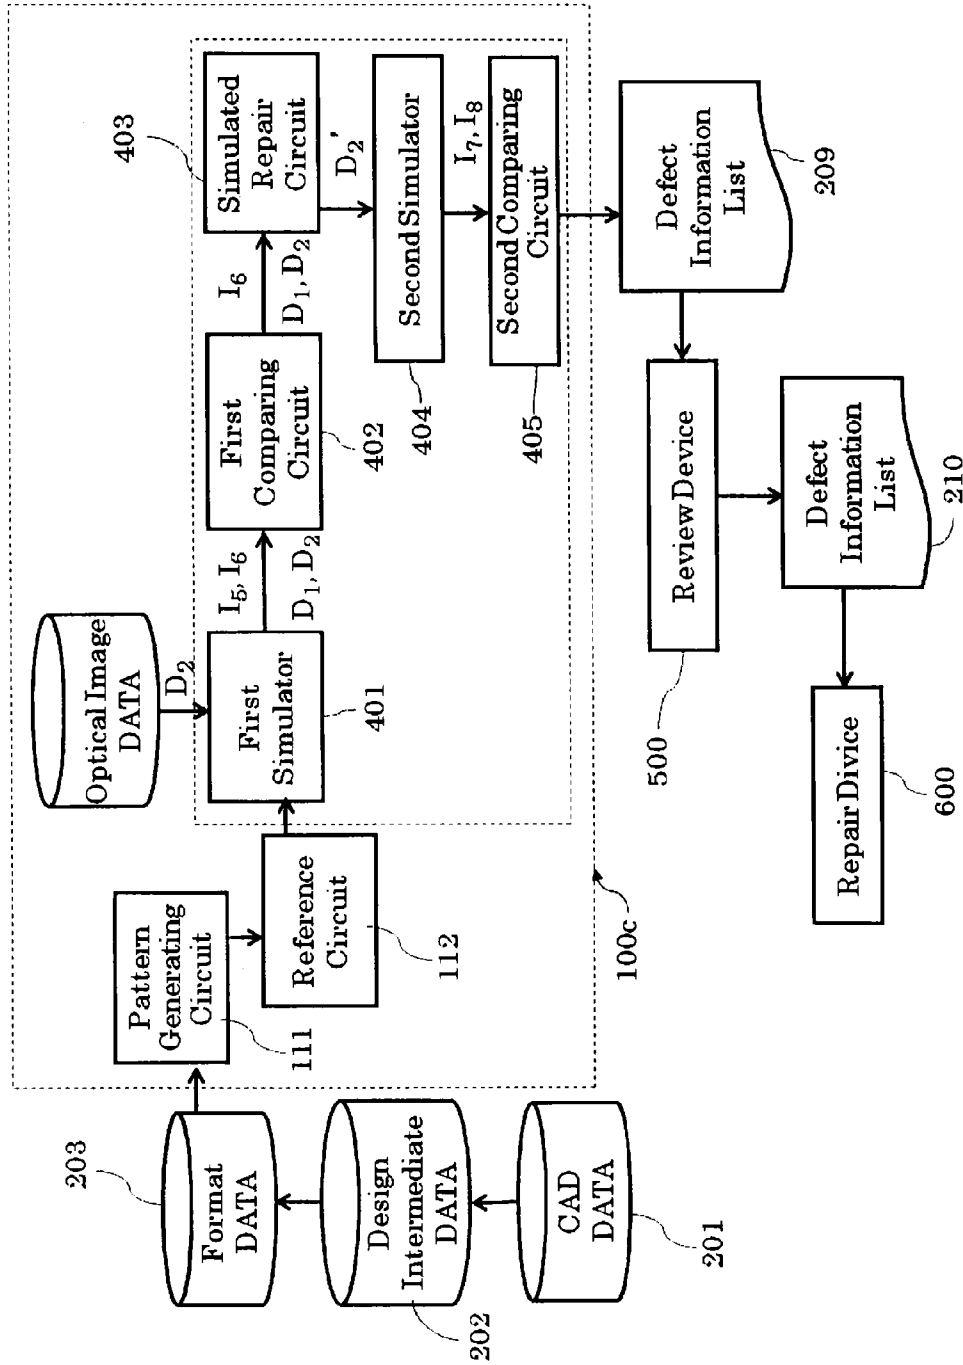 CAD
DATA
201
Design
Intermediate
DATA
202
Format
DATA
203
Pattern
Generating
Circuit
111
Reference
Circuit
112
100c
Optical Image
DATA
D2
First
Simulator
401
I5, I6
D1, D2
First
Comparing
Circuit
402
I6
D1, D2
Simulated
Repair
Circuit
403
D2'
Second Simulator
404
I7, I8
Second Comparing
Circuit
405
Defect
Information
List
209
Review Device
500
Defect
Information
List
210
Repair Divice
600